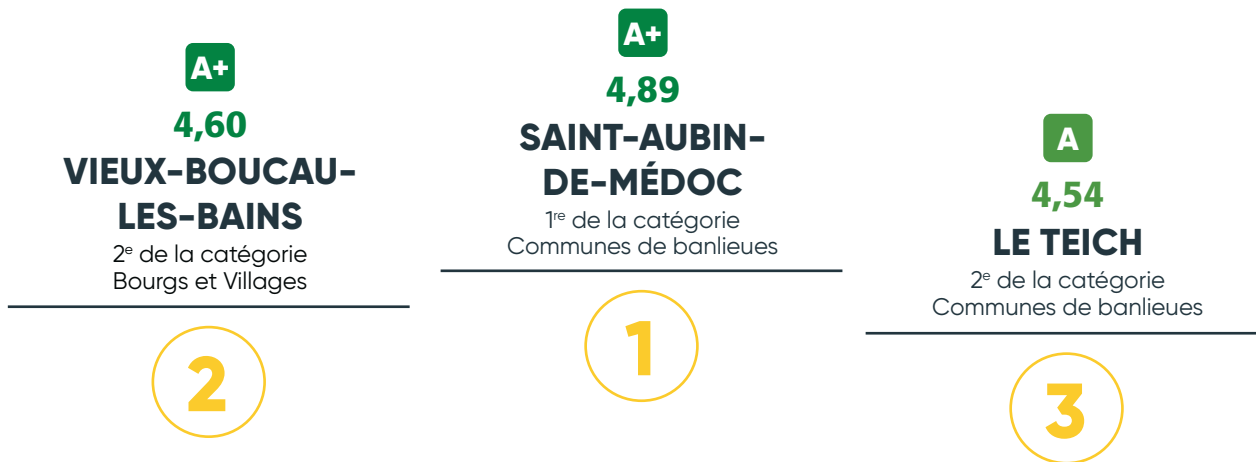 A+
4,60
VIEUX-BOUCAU-
LES-BAINS
2e de la catégorie
Bourgs et Villages
2
A+
4,89
SAINT-AUBIN-
DE-MÉDOC
1re de la catégorie
Communes de banlieues
1
A
4,54
LE TEICH
2e de la catégorie
Communes de banlieues
3